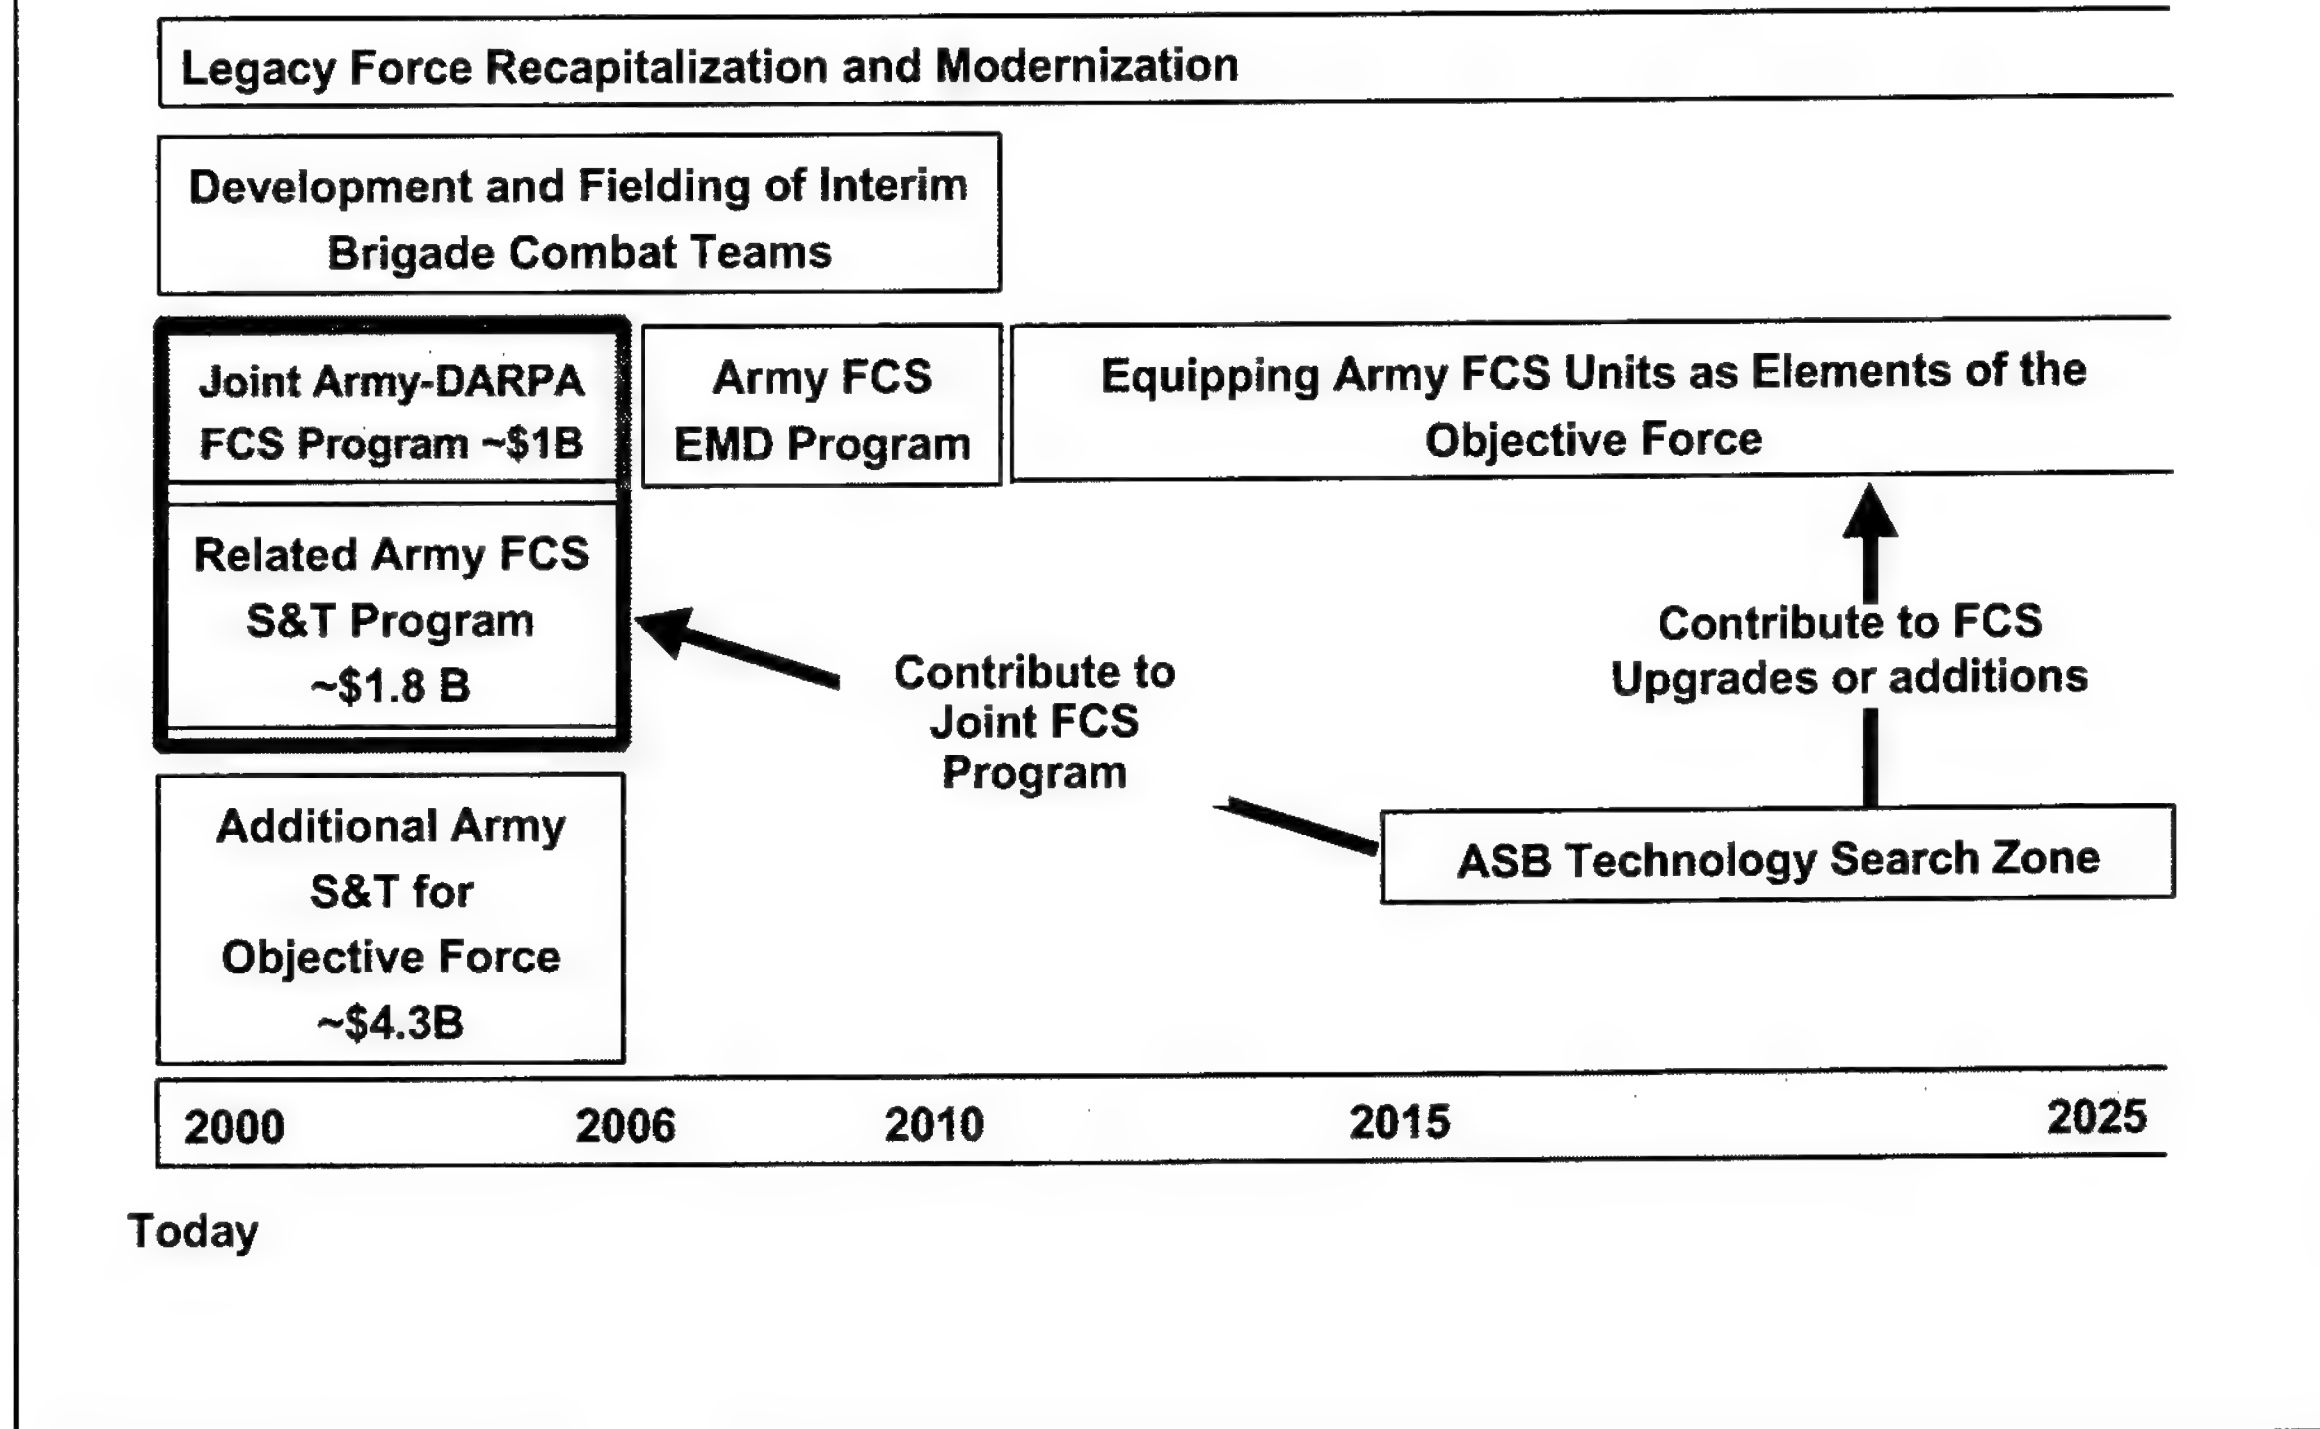 Legacy Force Recapitalization and Modernization
Development and Fielding of Interim
Brigade Combat Teams
Joint Army-DARPA
FCS Program ~$1B
Army FCS
EMD Program
Equipping Army FCS Units as Elements of the
Objective Force
Related Army FCS
S&T Program
~$1.8 B
Contribute to
Joint FCS
Program
Contribute to FCS
Upgrades or additions
Additional Army
S&T for
Objective Force
~$4.3B
ASB Technology Search Zone
2000 2006 2010 2015 2025
Today